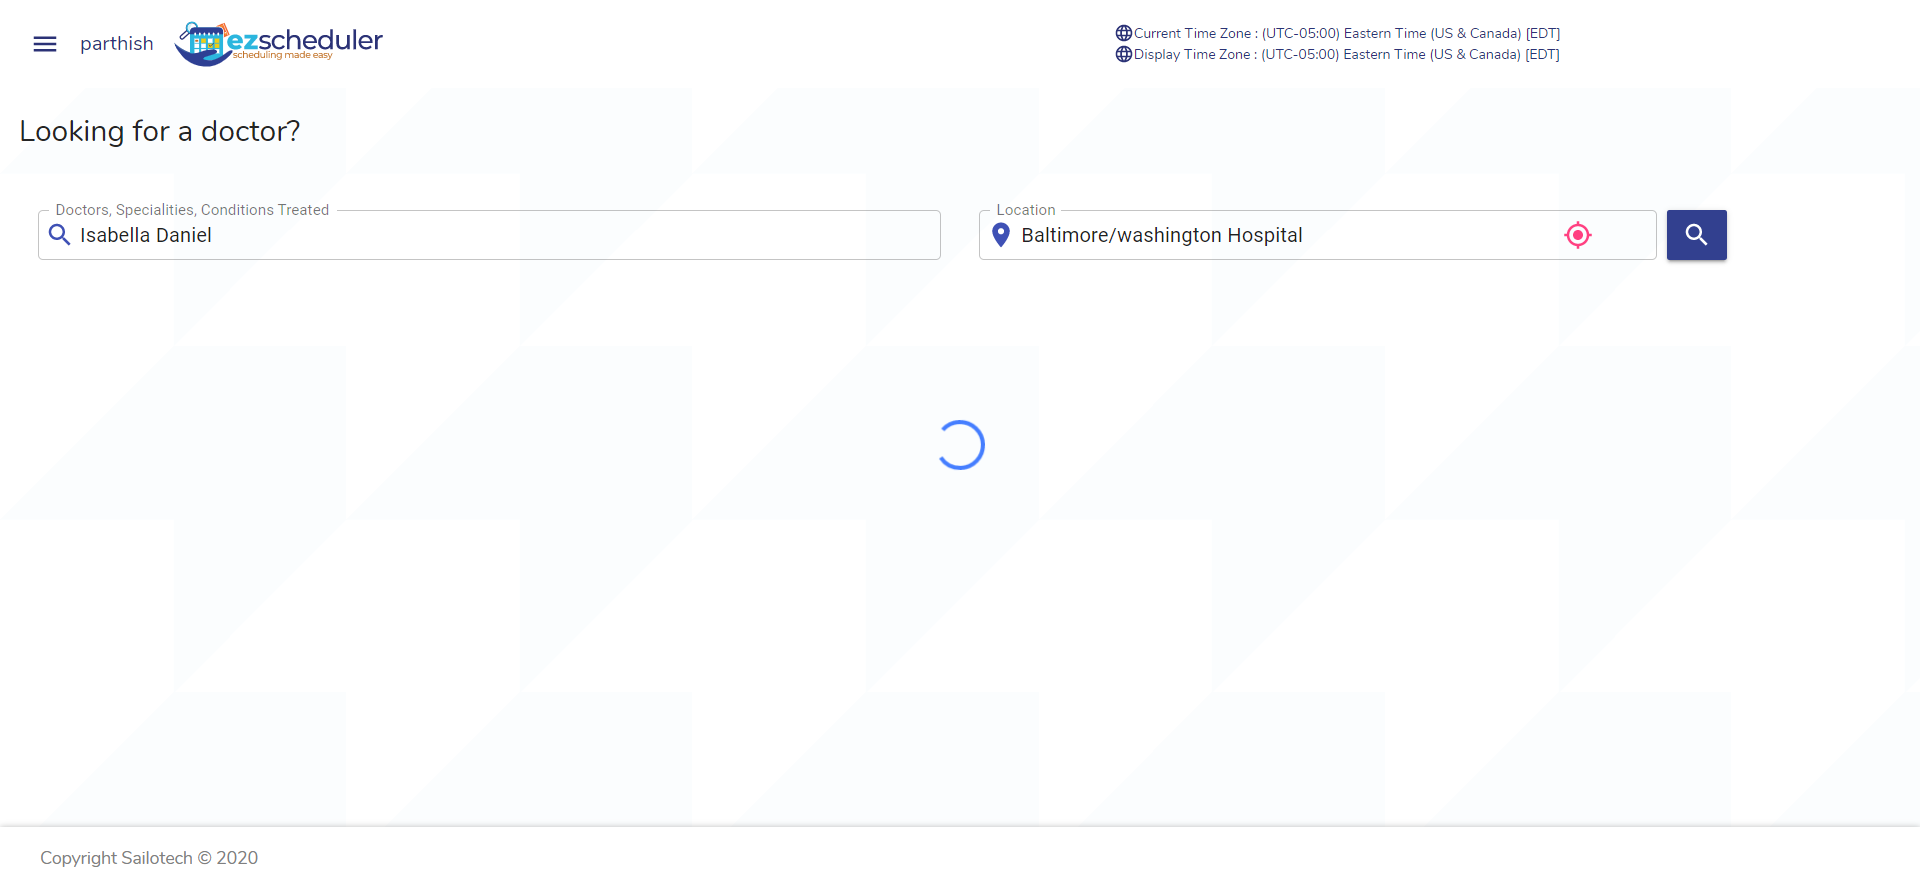 parthish
ezscheduler
scheduling made easy
Current Time Zone : (UTC-05:00) Eastern Time (US & Canada) [EDT]
Display Time Zone : (UTC-05:00) Eastern Time (US & Canada) [EDT]
Looking for a doctor?
Doctors, Specialities, Conditions Treated
Isabella Daniel
Location
Baltimore/washington Hospital
Copyright Sailotech © 2020